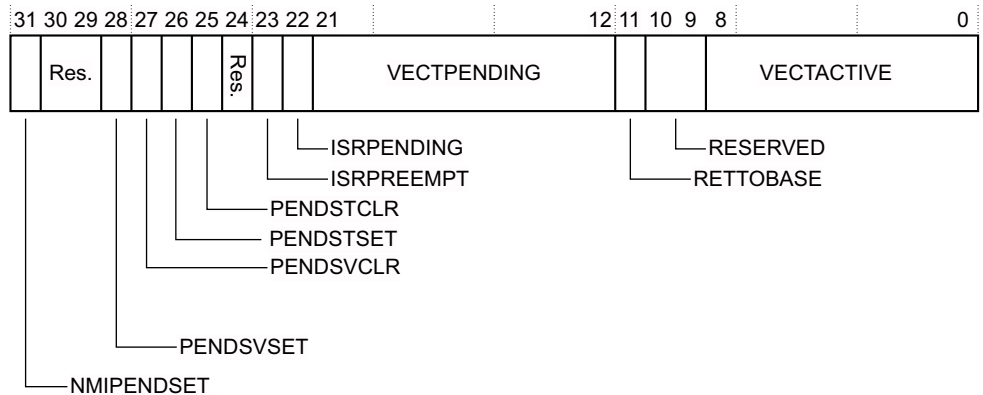 31 30 29 28 27 26 25 24 23 22 21 12 11 10 9 8 0
Res. Res. VECTPENDING VECTACTIVE
ISRPENDING RESERVED
ISRPREEMPT RETTOBASE
PENDSTCLR
PENDSTSET
PENDSVCLR
PENDSVSET
NMIPENDSET